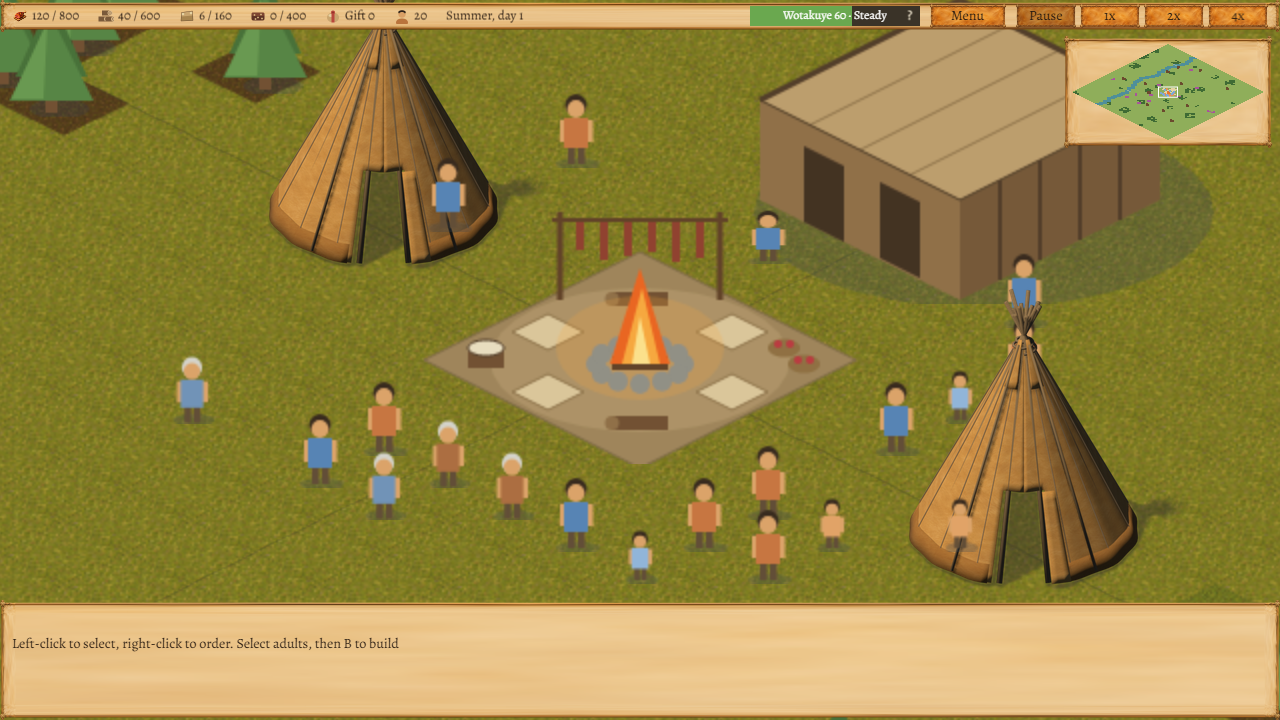 120 / 800 40 / 600 6 / 160 0 / 400 Gift 0 20 Summer, day 1 Wotakuye 60 - Steady ? Menu Pause 1x 2x 4x
Left-click to select, right-click to order. Select adults, then B to build